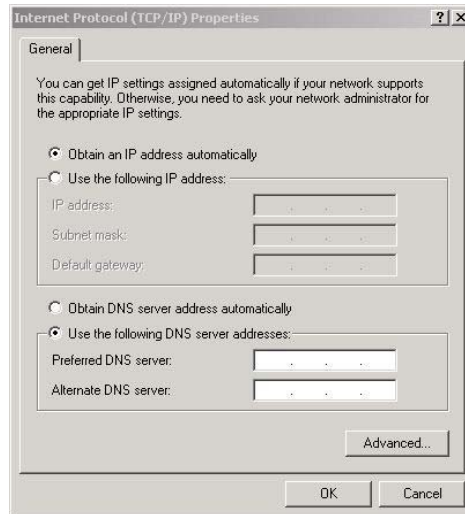 Internet Protocol (TCP/IP) Properties
General
You can get IP settings assigned automatically if your network supports
this capability. Otherwise, you need to ask your network administrator for
the appropriate IP settings.
Obtain an IP address automatically
Use the following IP address:
IP address:
Subnet mask:
Default gateway:
Obtain DNS server address automatically
Use the following DNS server addresses:
Preferred DNS server:
Alternate DNS server:
Advanced...
OK
Cancel